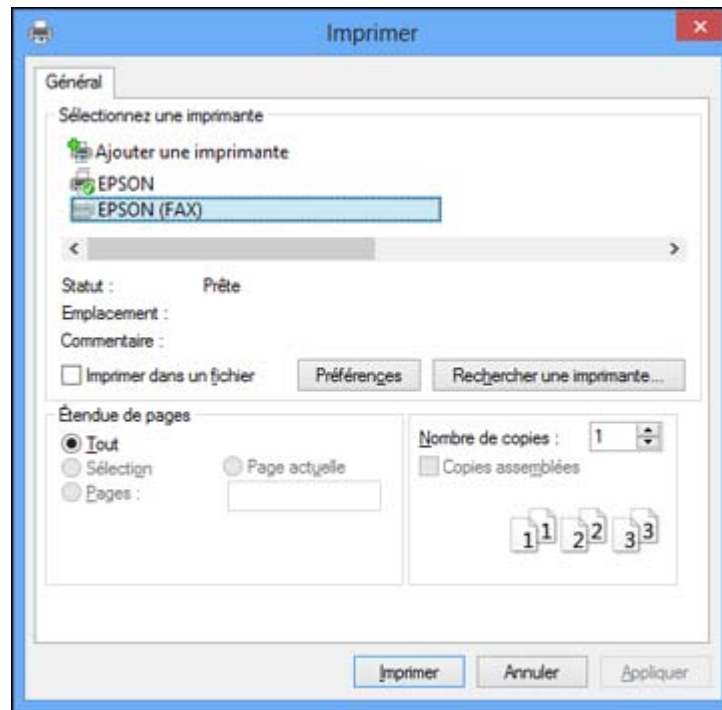 Imprimer
Général
Sélectionnez une imprimante
Ajouter une imprimante
EPSON
EPSON (FAX)
Statut : Prête
Emplacement :
Commentaire :
Imprimer dans un fichier Préférences Rechercher une imprimante...
Étendue de pages
Tout
Sélection Page actuelle
Pages :
Nombre de copies : 1
Copies assemblées
1 1 2 2 3 3
Imprimer Annuler Appliquer